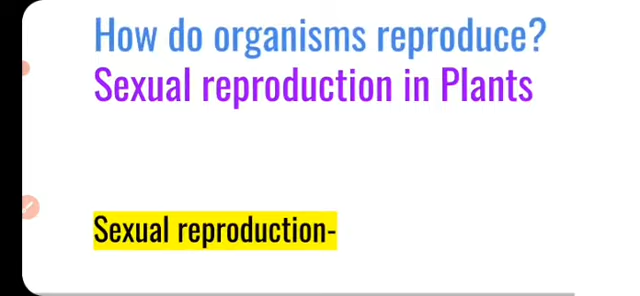 How do organisms reproduce?
Sexual reproduction in Plants
Sexual reproduction-